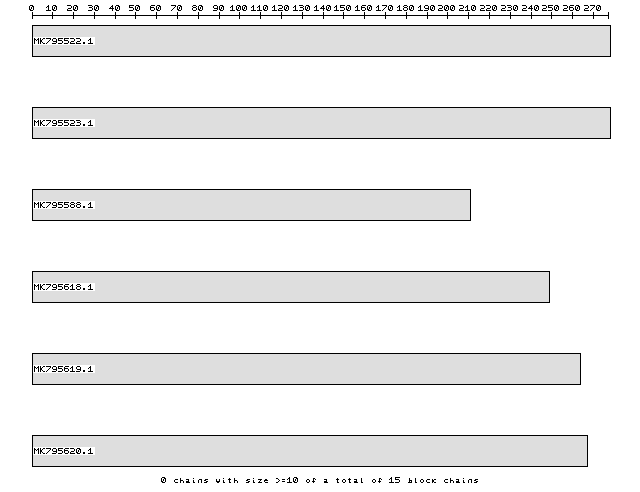 0 10 20 30 40 50 60 70 80 90 100 110 120 130 140 150 160 170 180 190 200 210 220 230 240 250 260 270
MK795522.1
MK795523.1
MK795588.1
MK795618.1
MK795619.1
MK795620.1
0 chains with size >=10 of a total of 15 block chains